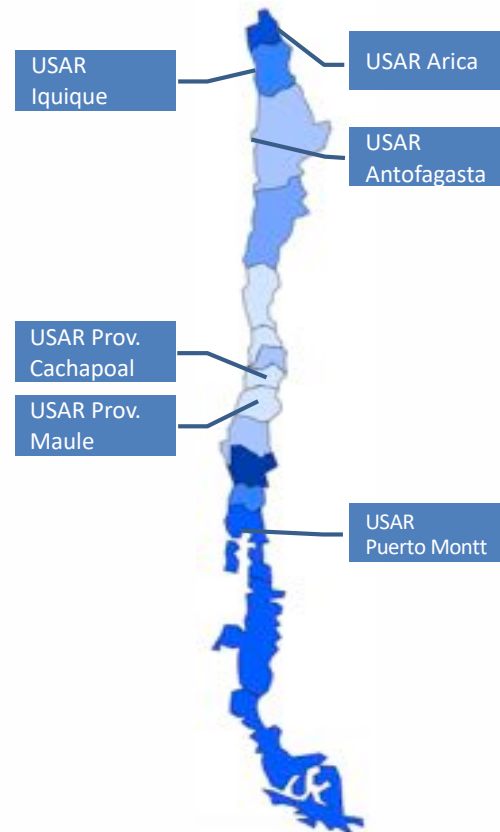 USAR Arica
USAR
Iquique
USAR
Antofagasta
USAR Prov.
Cachapoal
USAR Prov.
Maule
USAR
Puerto Montt